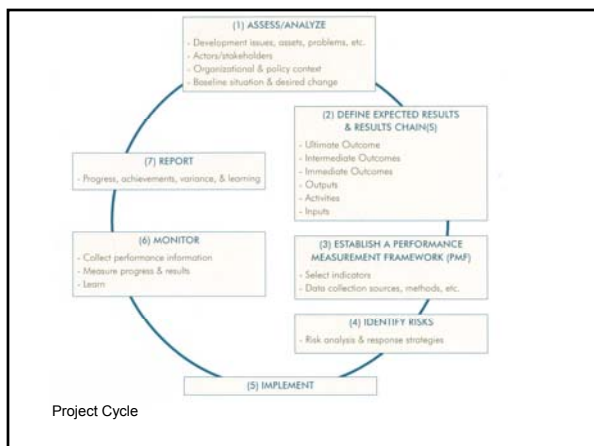 (1) ASSESS/ANALYZE
- Development issues, assets, problems, etc.
- Actors/stakeholders
- Organizational & policy context
- Baseline situation & desired change
(2) DEFINE EXPECTED RESULTS
& RESULTS CHAIN(S)
- Ultimate Outcome
- Intermediate Outcomes
- Immediate Outcomes
- Outputs
- Activities
- Inputs
(3) ESTABLISH A PERFORMANCE
MEASUREMENT FRAMEWORK (PMF)
- Select indicators
- Data collection sources, methods, etc.
(4) IDENTIFY RISKS
- Risk analysis & response strategies
(5) IMPLEMENT
(6) MONITOR
- Collect performance information
- Measure progress & results
- Learn
(7) REPORT
- Progress, achievements, variance, & learning
Project Cycle